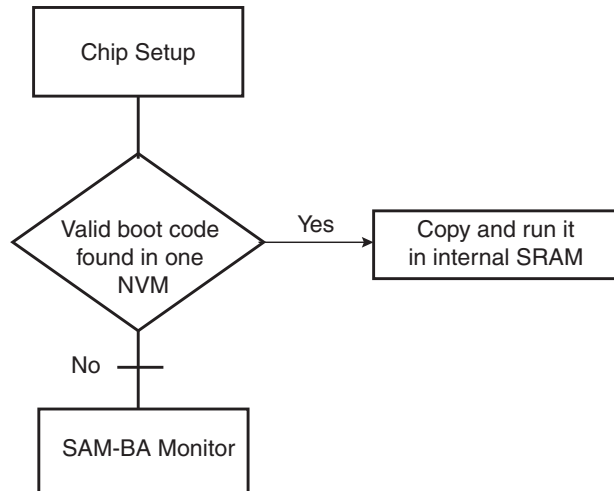 Chip Setup
Valid boot code
found in one
NVM
Yes
Copy and run it
in internal SRAM
No
SAM-BA Monitor